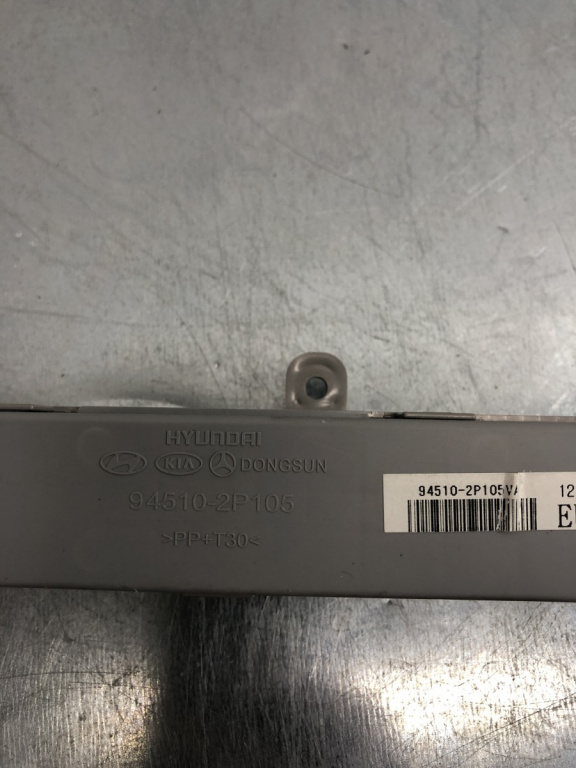 HYUNDAI
KIA DONGSUN
94510-2P105
>PP+T30<
94510-2P105VA 12